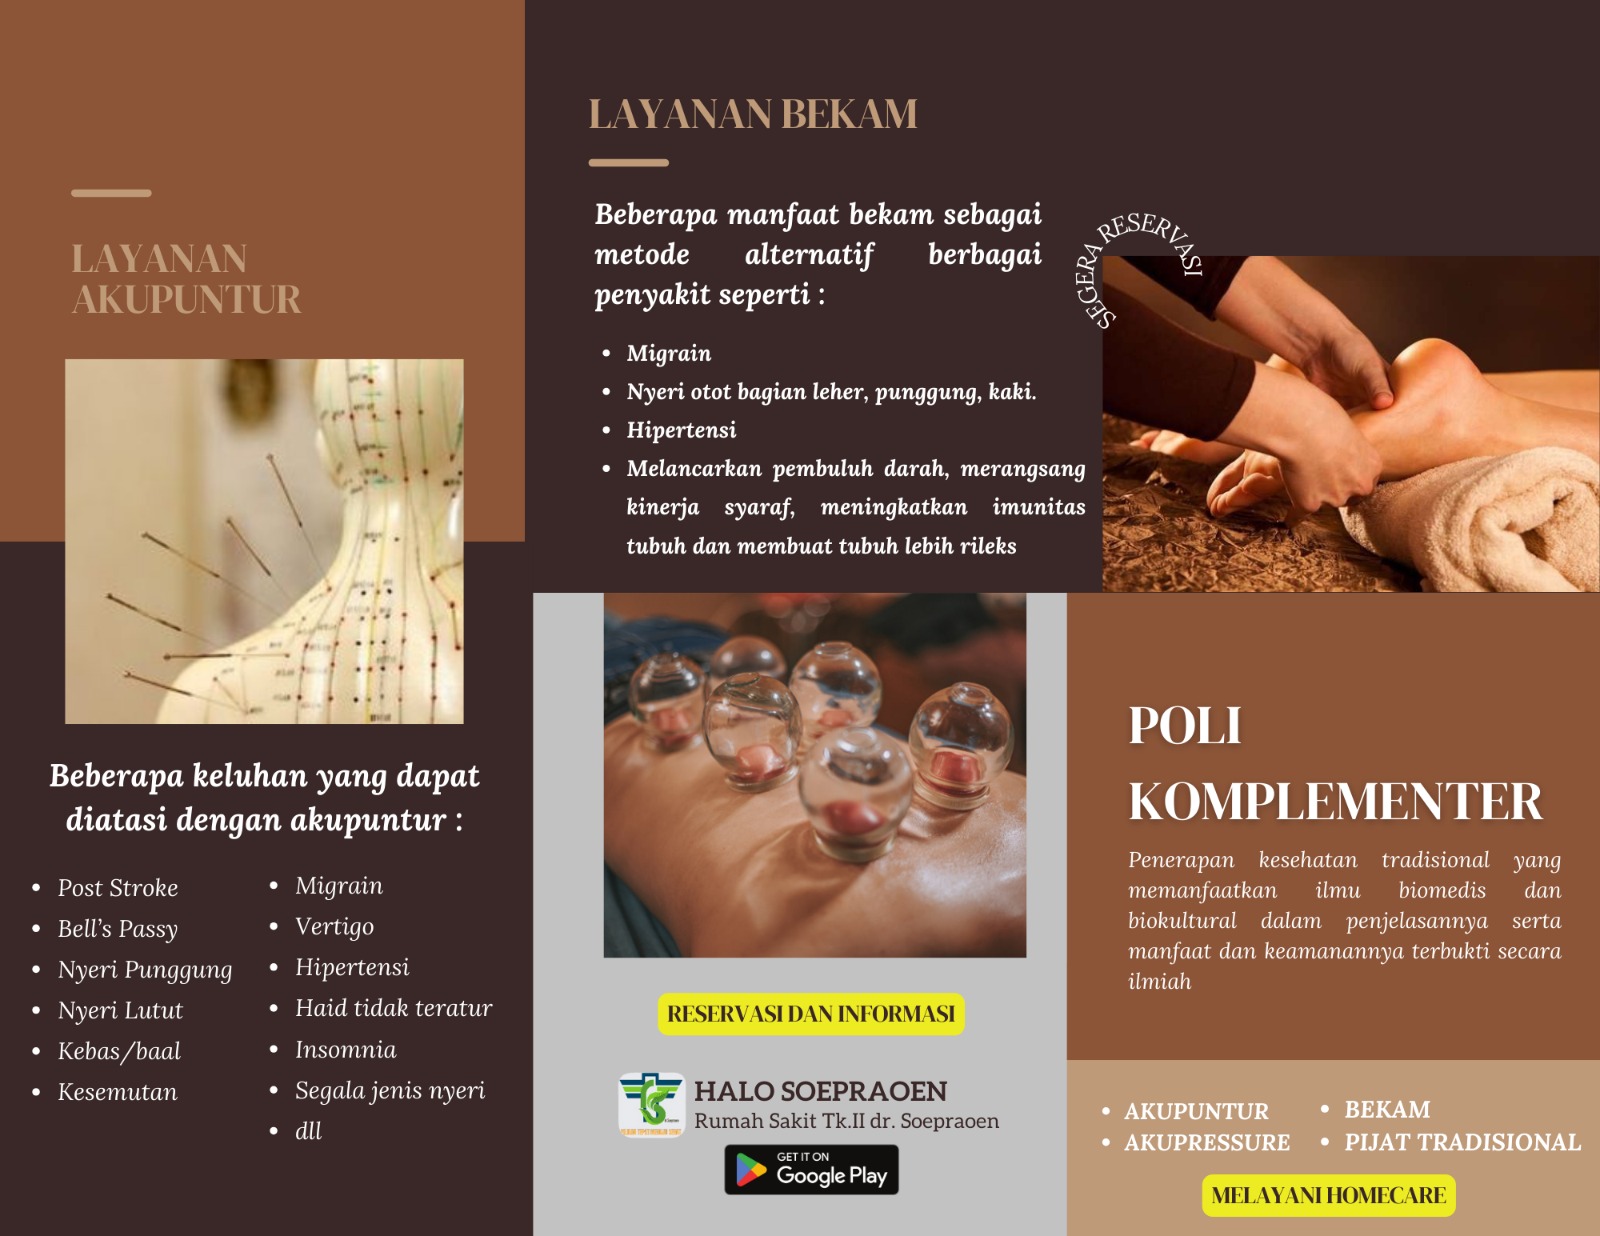 LAYANAN
AKUPUNTUR
Beberapa keluhan yang dapat
diatasi dengan akupuntur :
• Post Stroke
• Bell's Passy
• Nyeri Punggung
• Nyeri Lutut
• Kebas/baal
• Kesemutan
• Migrain
• Vertigo
• Hipertensi
• Haid tidak teratur
• Insomnia
• Segala jenis nyeri
• dll
LAYANAN BEKAM
Beberapa manfaat bekam sebagai
metode alternatif berbagai
penyakit seperti :
• Migrain
• Nyeri otot bagian leher, punggung, kaki.
• Hipertensi
• Melancarkan pembuluh darah, merangsang
kinerja syaraf, meningkatkan imunitas
tubuh dan membuat tubuh lebih rileks
SEGERA RESERVASI
RESERVASI DAN INFORMASI
HALO SOEPRAOEN
Rumah Sakit Tk.II dr. Soepraoen
GET IT ON
Google Play
POLI
KOMPLEMENTER
Penerapan kesehatan tradisional yang
memanfaatkan ilmu biomedis dan
biokultural dalam penjelasannya serta
manfaat dan keamanannya terbukti secara
ilmiah
• AKUPUNTUR
• AKUPRESSURE
• BEKAM
• PIJAT TRADISIONAL
MELAYANI HOMECARE